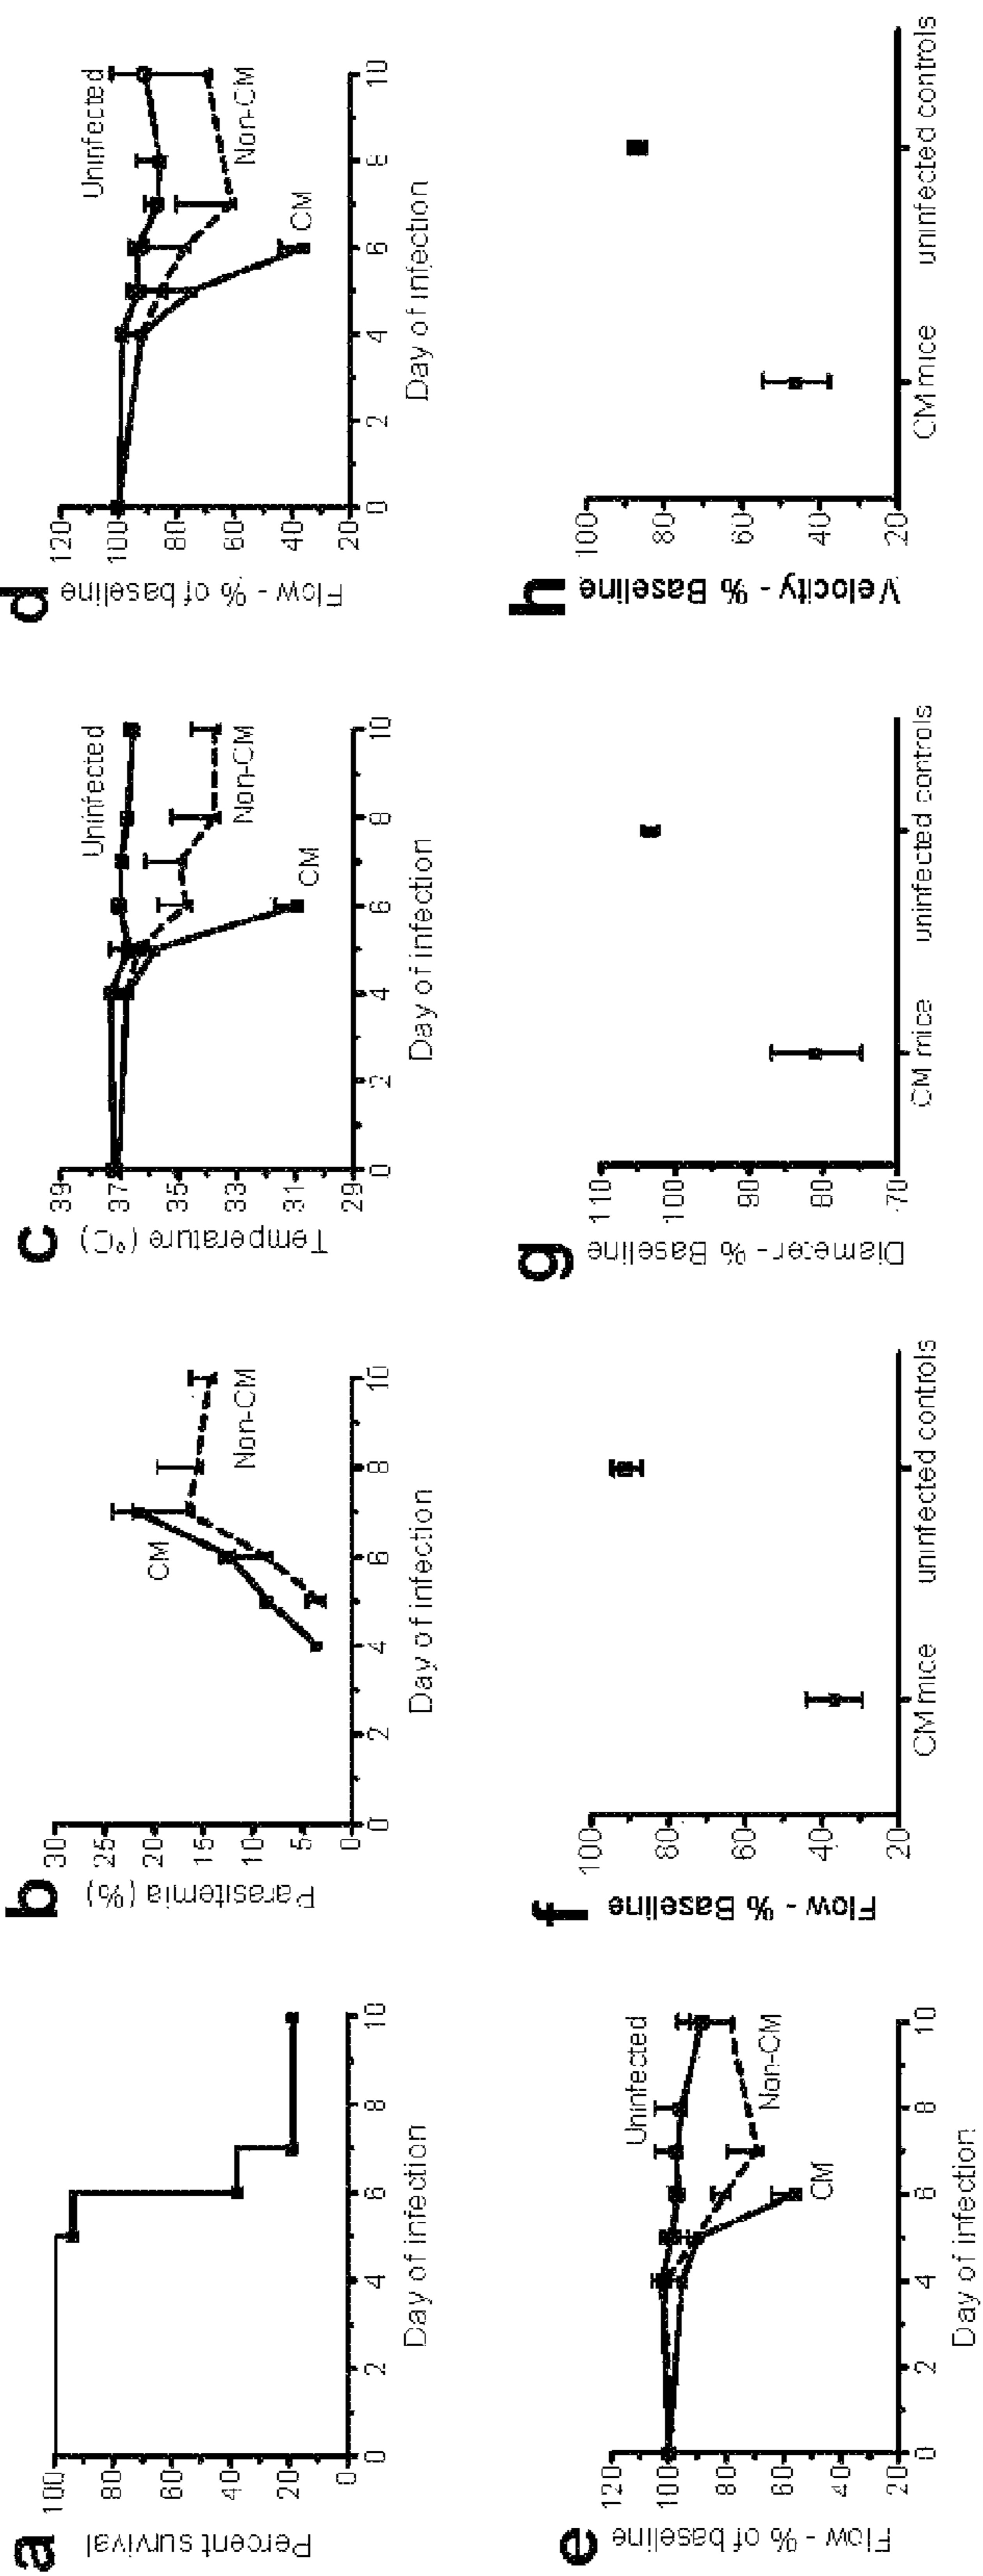 a
Percent survival
100
80
60
40
20
0
0 2 4 6 8 10
Day of infection
b
Parasitemia (%)
30
25
20
15
10
5
0
CM
Non-CM
0 2 4 6 8 10
Day of infection
c
Temperature (°C)
39
37
35
33
31
29
Uninfected
Non-CM
CM
0 2 4 6 8 10
Day of infection
d
Flow - % of baseline
120
100
80
60
40
20
Uninfected
Non-CM
CM
0 2 4 6 8 10
Day of infection
e
Flow - % of baseline
120
100
80
60
40
20
Uninfected
Non-CM
CM
0 2 4 6 8 10
Day of infection
f
Flow - % Baseline
100
80
60
40
20
CM mice uninfected controls
g
Diameter - % Baseline
110
100
90
80
70
CM mice uninfected controls
h
Velocity - % Baseline
100
80
60
40
20
CM mice uninfected controls